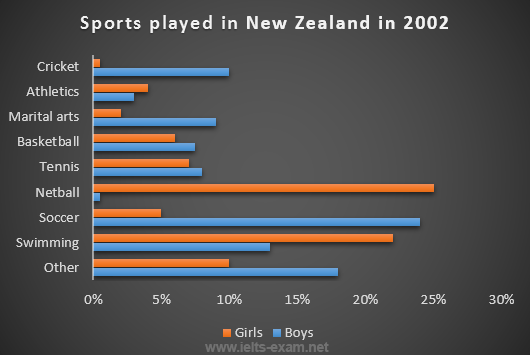 Sports played in New Zealand in 2002
Cricket
Athletics
Marital arts
Basketball
Tennis
Netball
Soccer
Swimming
Other
0% 5% 10% 15% 20% 25% 30%
Girls Boys
www.ielts-exam.net